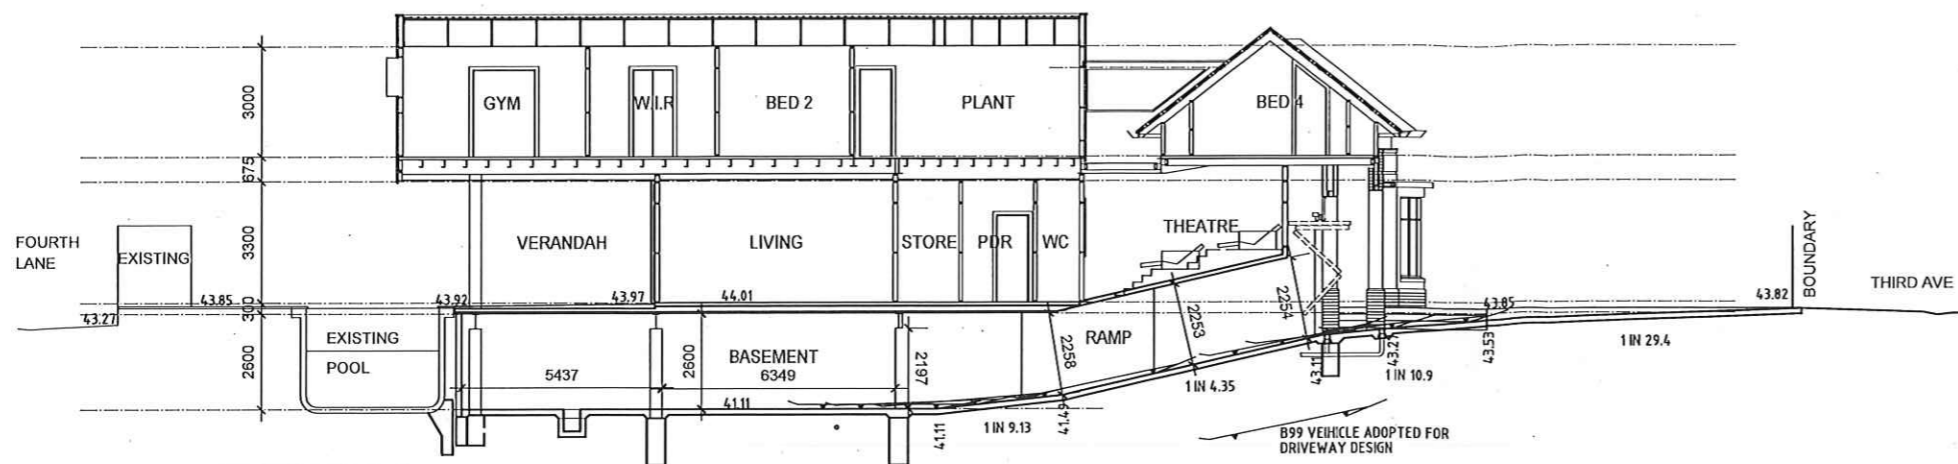 GYM
W.I.R
BED 2
PLANT
BED 4
3000
675
3300
300
2600
FOURTH
LANE
EXISTING
VERANDAH
LIVING
STORE
PDR
WC
THEATRE
BOUNDARY
THIRD AVE
43.27
43.85
43.92
43.97
44.01
43.85
43.82
EXISTING
POOL
BASEMENT
5437
6349
2600
2197
2258
RAMP
2253
2254
43.11
43.27
43.53
1 IN 29.4
1 IN 10.9
1 IN 4.35
41.11
41.11
1 IN 9.13
41.49
B99 VEIHICLE ADOPTED FOR
DRIVEWAY DESIGN